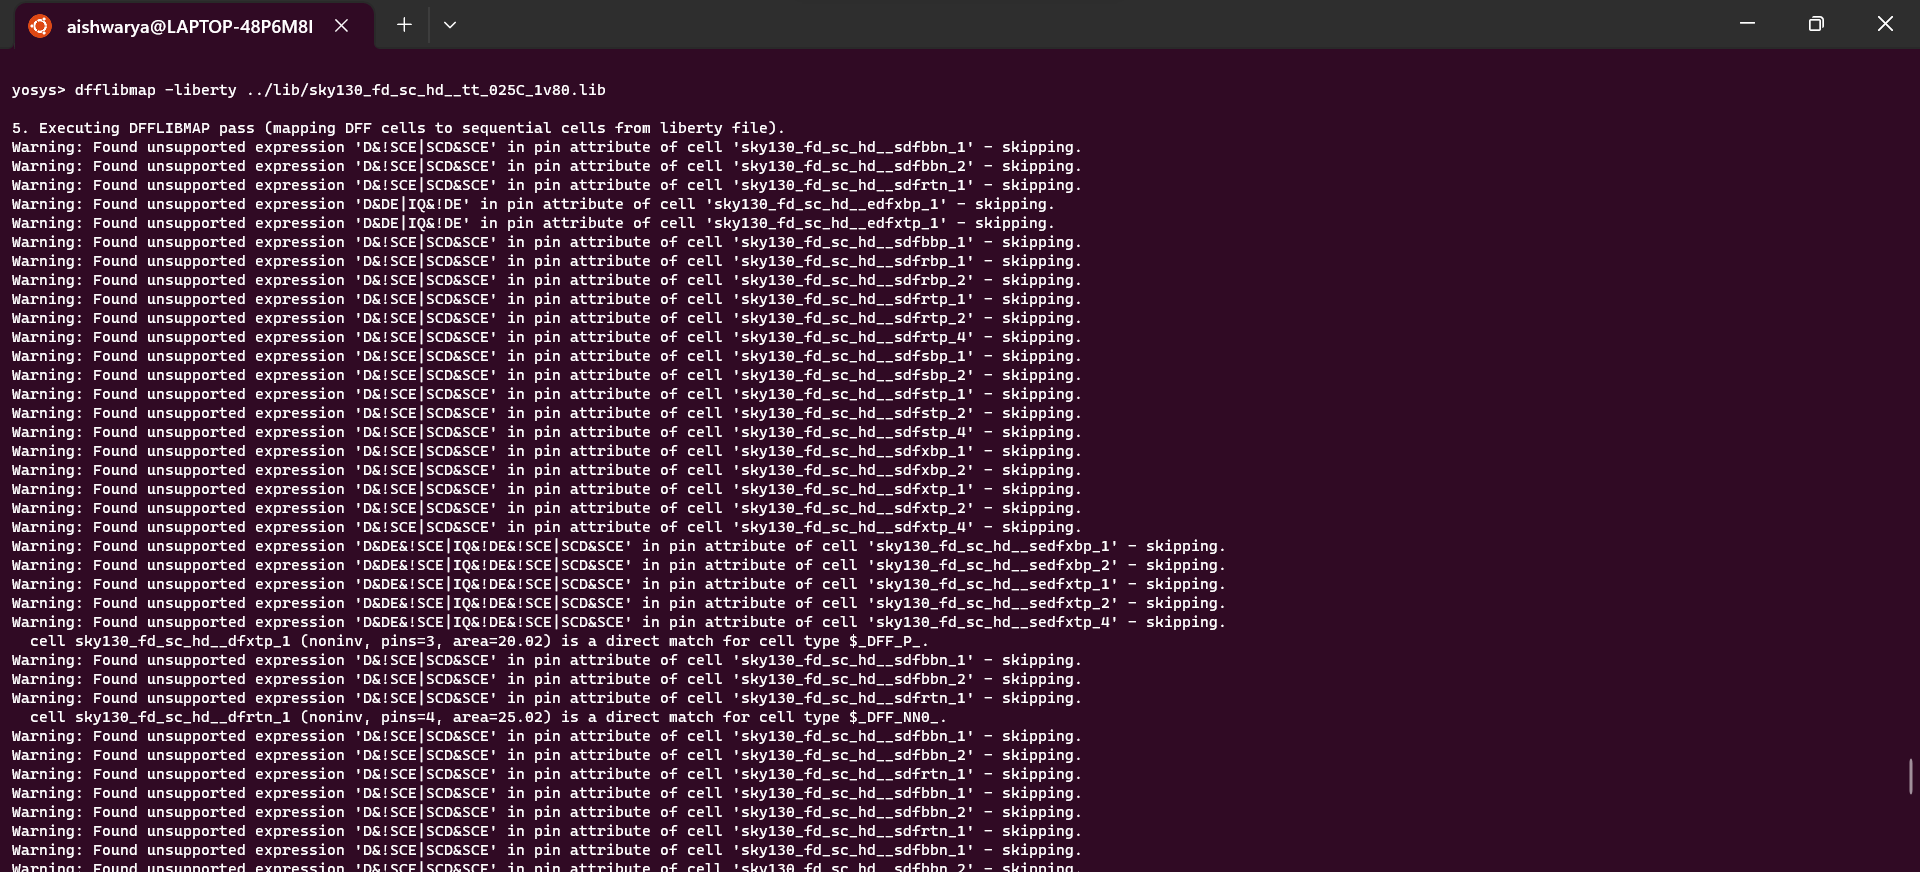 aishwarya@LAPTOP-48P6M8I
yosys> dfflibmap -liberty ../lib/sky130_fd_sc_hd__tt_025C_1v80.lib
5. Executing DFFLIBMAP pass (mapping DFF cells to sequential cells from liberty file).
Warning: Found unsupported expression 'D&!SCE|SCD&SCE' in pin attribute of cell 'sky130_fd_sc_hd__sdfbbn_1' - skipping.
Warning: Found unsupported expression 'D&!SCE|SCD&SCE' in pin attribute of cell 'sky130_fd_sc_hd__sdfbbn_2' - skipping.
Warning: Found unsupported expression 'D&!SCE|SCD&SCE' in pin attribute of cell 'sky130_fd_sc_hd__sdfrtn_1' - skipping.
Warning: Found unsupported expression 'D&DE|IQ&!DE' in pin attribute of cell 'sky130_fd_sc_hd__edfxbp_1' - skipping.
Warning: Found unsupported expression 'D&DE|IQ&!DE' in pin attribute of cell 'sky130_fd_sc_hd__edfxtp_1' - skipping.
Warning: Found unsupported expression 'D&!SCE|SCD&SCE' in pin attribute of cell 'sky130_fd_sc_hd__sdfbbp_1' - skipping.
Warning: Found unsupported expression 'D&!SCE|SCD&SCE' in pin attribute of cell 'sky130_fd_sc_hd__sdfrbp_1' - skipping.
Warning: Found unsupported expression 'D&!SCE|SCD&SCE' in pin attribute of cell 'sky130_fd_sc_hd__sdfrbp_2' - skipping.
Warning: Found unsupported expression 'D&!SCE|SCD&SCE' in pin attribute of cell 'sky130_fd_sc_hd__sdfrtp_1' - skipping.
Warning: Found unsupported expression 'D&!SCE|SCD&SCE' in pin attribute of cell 'sky130_fd_sc_hd__sdfrtp_2' - skipping.
Warning: Found unsupported expression 'D&!SCE|SCD&SCE' in pin attribute of cell 'sky130_fd_sc_hd__sdfrtp_4' - skipping.
Warning: Found unsupported expression 'D&!SCE|SCD&SCE' in pin attribute of cell 'sky130_fd_sc_hd__sdfsbp_1' - skipping.
Warning: Found unsupported expression 'D&!SCE|SCD&SCE' in pin attribute of cell 'sky130_fd_sc_hd__sdfsbp_2' - skipping.
Warning: Found unsupported expression 'D&!SCE|SCD&SCE' in pin attribute of cell 'sky130_fd_sc_hd__sdfstp_1' - skipping.
Warning: Found unsupported expression 'D&!SCE|SCD&SCE' in pin attribute of cell 'sky130_fd_sc_hd__sdfstp_2' - skipping.
Warning: Found unsupported expression 'D&!SCE|SCD&SCE' in pin attribute of cell 'sky130_fd_sc_hd__sdfstp_4' - skipping.
Warning: Found unsupported expression 'D&!SCE|SCD&SCE' in pin attribute of cell 'sky130_fd_sc_hd__sdfxbp_1' - skipping.
Warning: Found unsupported expression 'D&!SCE|SCD&SCE' in pin attribute of cell 'sky130_fd_sc_hd__sdfxbp_2' - skipping.
Warning: Found unsupported expression 'D&!SCE|SCD&SCE' in pin attribute of cell 'sky130_fd_sc_hd__sdfxtp_1' - skipping.
Warning: Found unsupported expression 'D&!SCE|SCD&SCE' in pin attribute of cell 'sky130_fd_sc_hd__sdfxtp_2' - skipping.
Warning: Found unsupported expression 'D&!SCE|SCD&SCE' in pin attribute of cell 'sky130_fd_sc_hd__sdfxtp_4' - skipping.
Warning: Found unsupported expression 'D&DE&!SCE|IQ&!DE&!SCE|SCD&SCE' in pin attribute of cell 'sky130_fd_sc_hd__sedfxbp_1' - skipping.
Warning: Found unsupported expression 'D&DE&!SCE|IQ&!DE&!SCE|SCD&SCE' in pin attribute of cell 'sky130_fd_sc_hd__sedfxbp_2' - skipping.
Warning: Found unsupported expression 'D&DE&!SCE|IQ&!DE&!SCE|SCD&SCE' in pin attribute of cell 'sky130_fd_sc_hd__sedfxtp_1' - skipping.
Warning: Found unsupported expression 'D&DE&!SCE|IQ&!DE&!SCE|SCD&SCE' in pin attribute of cell 'sky130_fd_sc_hd__sedfxtp_2' - skipping.
Warning: Found unsupported expression 'D&DE&!SCE|IQ&!DE&!SCE|SCD&SCE' in pin attribute of cell 'sky130_fd_sc_hd__sedfxtp_4' - skipping.
cell sky130_fd_sc_hd__dfxtp_1 (noninv, pins=3, area=20.02) is a direct match for cell type $_DFF_P_.
Warning: Found unsupported expression 'D&!SCE|SCD&SCE' in pin attribute of cell 'sky130_fd_sc_hd__sdfbbn_1' - skipping.
Warning: Found unsupported expression 'D&!SCE|SCD&SCE' in pin attribute of cell 'sky130_fd_sc_hd__sdfbbn_2' - skipping.
Warning: Found unsupported expression 'D&!SCE|SCD&SCE' in pin attribute of cell 'sky130_fd_sc_hd__sdfrtn_1' - skipping.
cell sky130_fd_sc_hd__dfrtn_1 (noninv, pins=4, area=25.02) is a direct match for cell type $_DFF_NN0_.
Warning: Found unsupported expression 'D&!SCE|SCD&SCE' in pin attribute of cell 'sky130_fd_sc_hd__sdfbbn_1' - skipping.
Warning: Found unsupported expression 'D&!SCE|SCD&SCE' in pin attribute of cell 'sky130_fd_sc_hd__sdfbbn_2' - skipping.
Warning: Found unsupported expression 'D&!SCE|SCD&SCE' in pin attribute of cell 'sky130_fd_sc_hd__sdfrtn_1' - skipping.
Warning: Found unsupported expression 'D&!SCE|SCD&SCE' in pin attribute of cell 'sky130_fd_sc_hd__sdfbbn_1' - skipping.
Warning: Found unsupported expression 'D&!SCE|SCD&SCE' in pin attribute of cell 'sky130_fd_sc_hd__sdfbbn_2' - skipping.
Warning: Found unsupported expression 'D&!SCE|SCD&SCE' in pin attribute of cell 'sky130_fd_sc_hd__sdfrtn_1' - skipping.
Warning: Found unsupported expression 'D&!SCE|SCD&SCE' in pin attribute of cell 'sky130_fd_sc_hd__sdfbbn_1' - skipping.
Warning: Found unsupported expression 'D&!SCE|SCD&SCE' in pin attribute of cell 'sky130_fd_sc_hd__sdfbbn_2' - skipping.